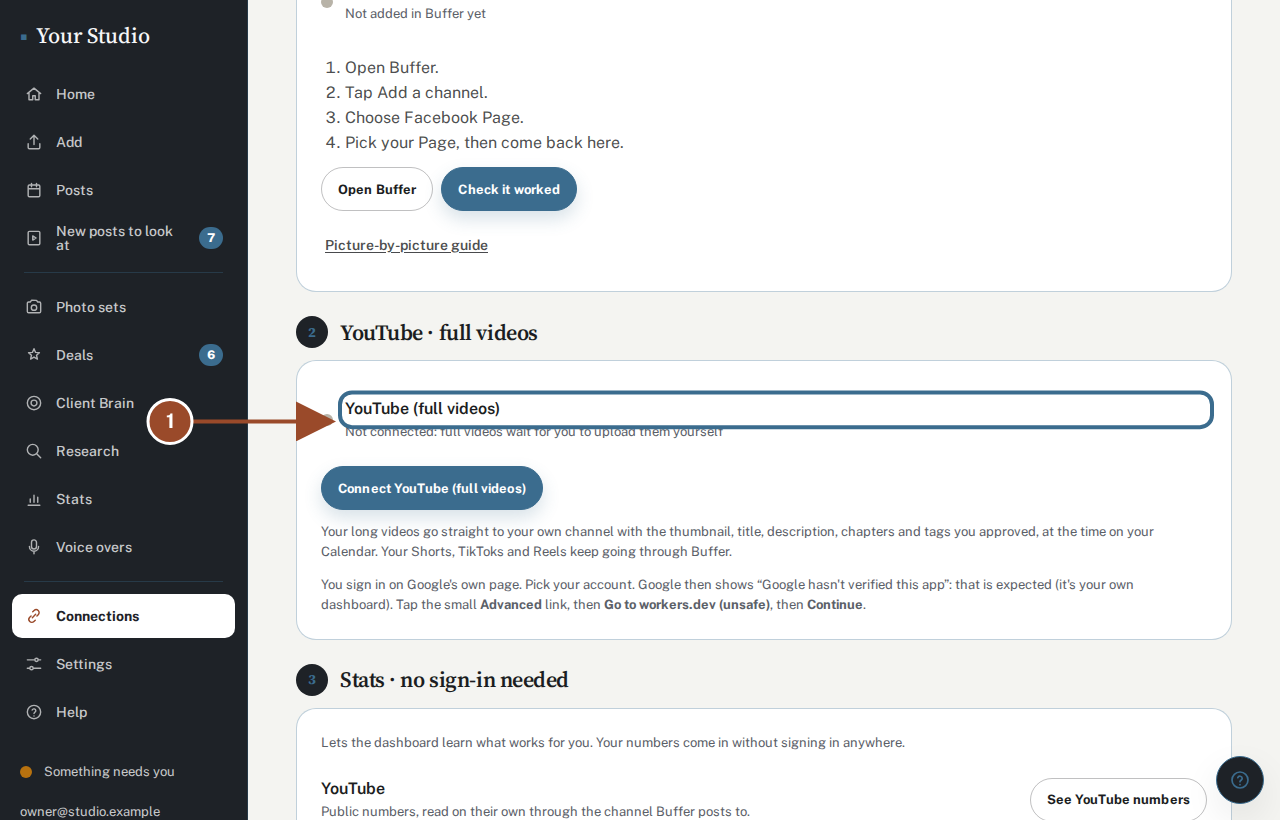 Your Studio
Home
Add
Posts
New posts to look
at
7
Photo sets
Deals
6
Client Brain
Research
Stats
Voice overs
Connections
Settings
Help
Something needs you
owner@studio.example
Not added in Buffer yet
1. Open Buffer.
2. Tap Add a channel.
3. Choose Facebook Page.
4. Pick your Page, then come back here.
Open Buffer
Check it worked
Picture-by-picture guide
2
YouTube · full videos
1
YouTube (full videos)
Not connected: full videos wait for you to upload them yourself
Connect YouTube (full videos)
Your long videos go straight to your own channel with the thumbnail, title, description, chapters and tags you approved, at the time on your
Calendar. Your Shorts, TikToks and Reels keep going through Buffer.
You sign in on Google's own page. Pick your account. Google then shows “Google hasn't verified this app”: that is expected (it's your own
dashboard). Tap the small Advanced link, then Go to workers.dev (unsafe), then Continue.
3
Stats · no sign-in needed
Lets the dashboard learn what works for you. Your numbers come in without signing in anywhere.
YouTube
Public numbers, read on their own through the channel Buffer posts to.
See YouTube numbers